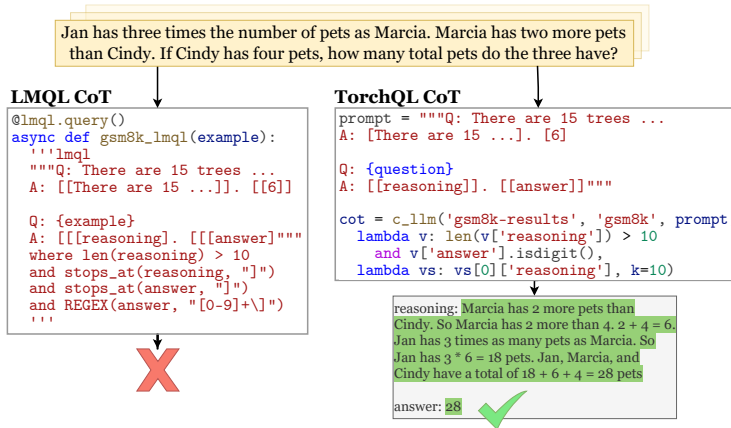 Jan has three times the number of pets as Marcia. Marcia has two more pets
than Cindy. If Cindy has four pets, how many total pets do the three have?
LMQL CoT
@lmql.query()
async def gsm8k_lmql(example):
'''lmql
"""Q: There are 15 trees ...
A: [[There are 15 ...]]. [[6]]
Q: {example}
A: [[[reasoning]. [[[answer]"""
where len(reasoning) > 10
and stops_at(reasoning, "]")
and stops_at(answer, "]")
and REGEX(answer, "[0-9]+\]")
'''
TorchQL CoT
prompt = """Q: There are 15 trees ...
A: [There are 15 ...]. [6]
Q: {question}
A: [[reasoning]]. [[answer]]"""
cot = c_llm('gsm8k-results', 'gsm8k', prompt
lambda v: len(v['reasoning']) > 10
and v['answer'].isdigit(),
lambda vs: vs[0]['reasoning'], k=10)
reasoning: Marcia has 2 more pets than
Cindy. So Marcia has 2 more than 4. 2 + 4 = 6.
Jan has 3 times as many pets as Marcia. So
Jan has 3 * 6 = 18 pets. Jan, Marcia, and
Cindy have a total of 18 + 6 + 4 = 28 pets
answer: 28